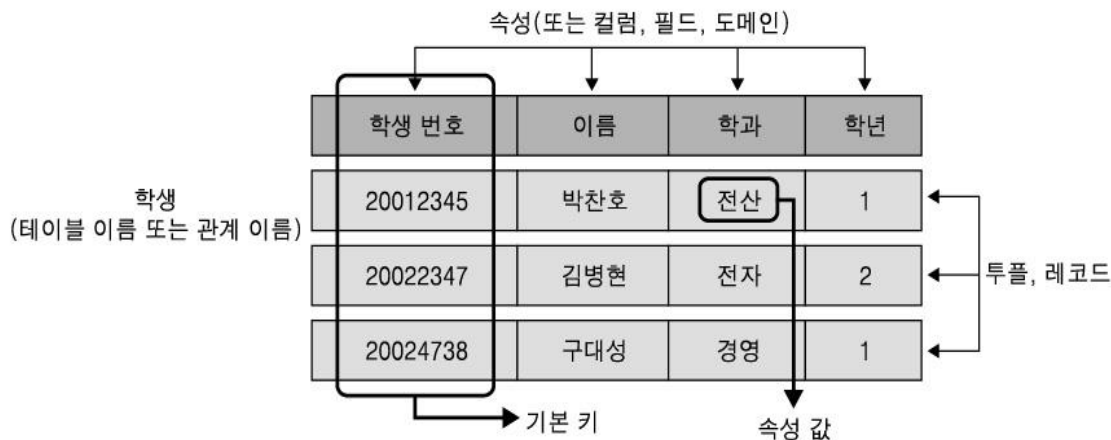 속성(또는 컬럼, 필드, 도메인)
학생 번호 이름 학과 학년
학생
(테이블 이름 또는 관계 이름)
20012345 박찬호 전산 1
20022347 김병현 전자 2
투플, 레코드
20024738 구대성 경영 1
기본 키
속성 값